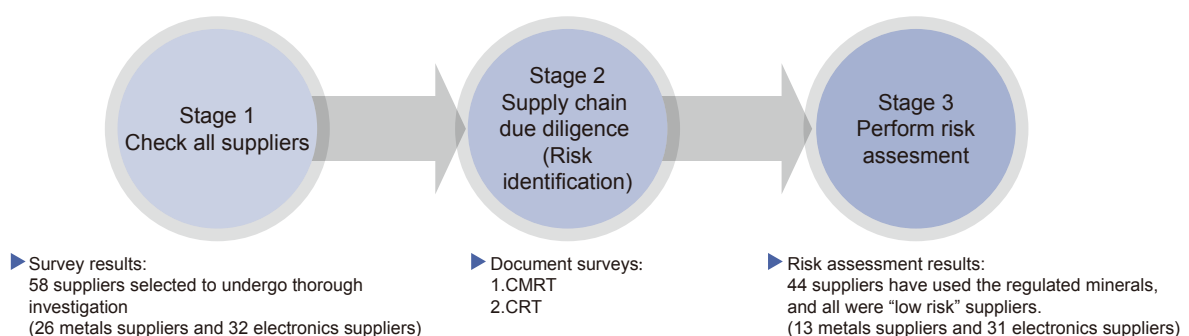 Stage 1
Check all suppliers
Stage 2
Supply chain
due diligence
(Risk
identification)
Stage 3
Perform risk
assesment
Survey results:
58 suppliers selected to undergo thorough
investigation
(26 metals suppliers and 32 electronics suppliers)
Document surveys:
1.CMRT
2.CRT
Risk assessment results:
44 suppliers have used the regulated minerals,
and all were “low risk” suppliers.
(13 metals suppliers and 31 electronics suppliers)